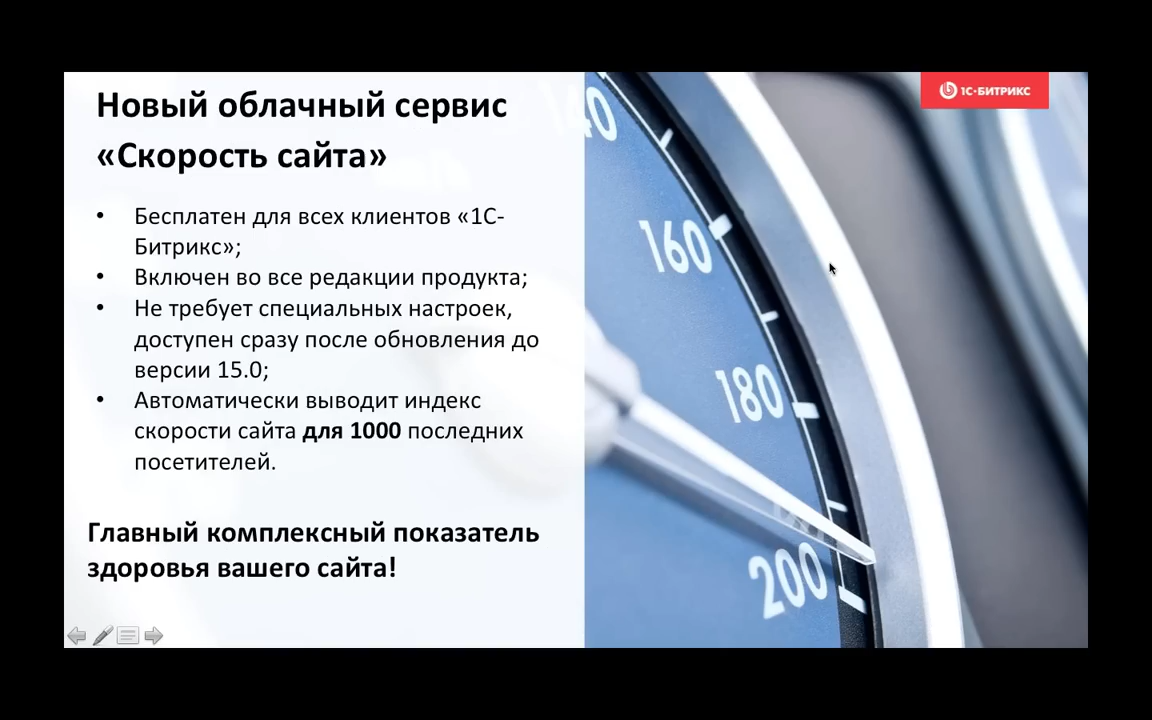 Новый облачный сервис
«Скорость сайта»
• Бесплатен для всех клиентов «1С-
Битрикс»;
• Включен во все редакции продукта;
• Не требует специальных настроек,
доступен сразу после обновления до
версии 15.0;
• Автоматически выводит индекс
скорости сайта для 1000 последних
посетителей.
Главный комплексный показатель
здоровья вашего сайта!
1С-БИТРИКС
140
160
180
200